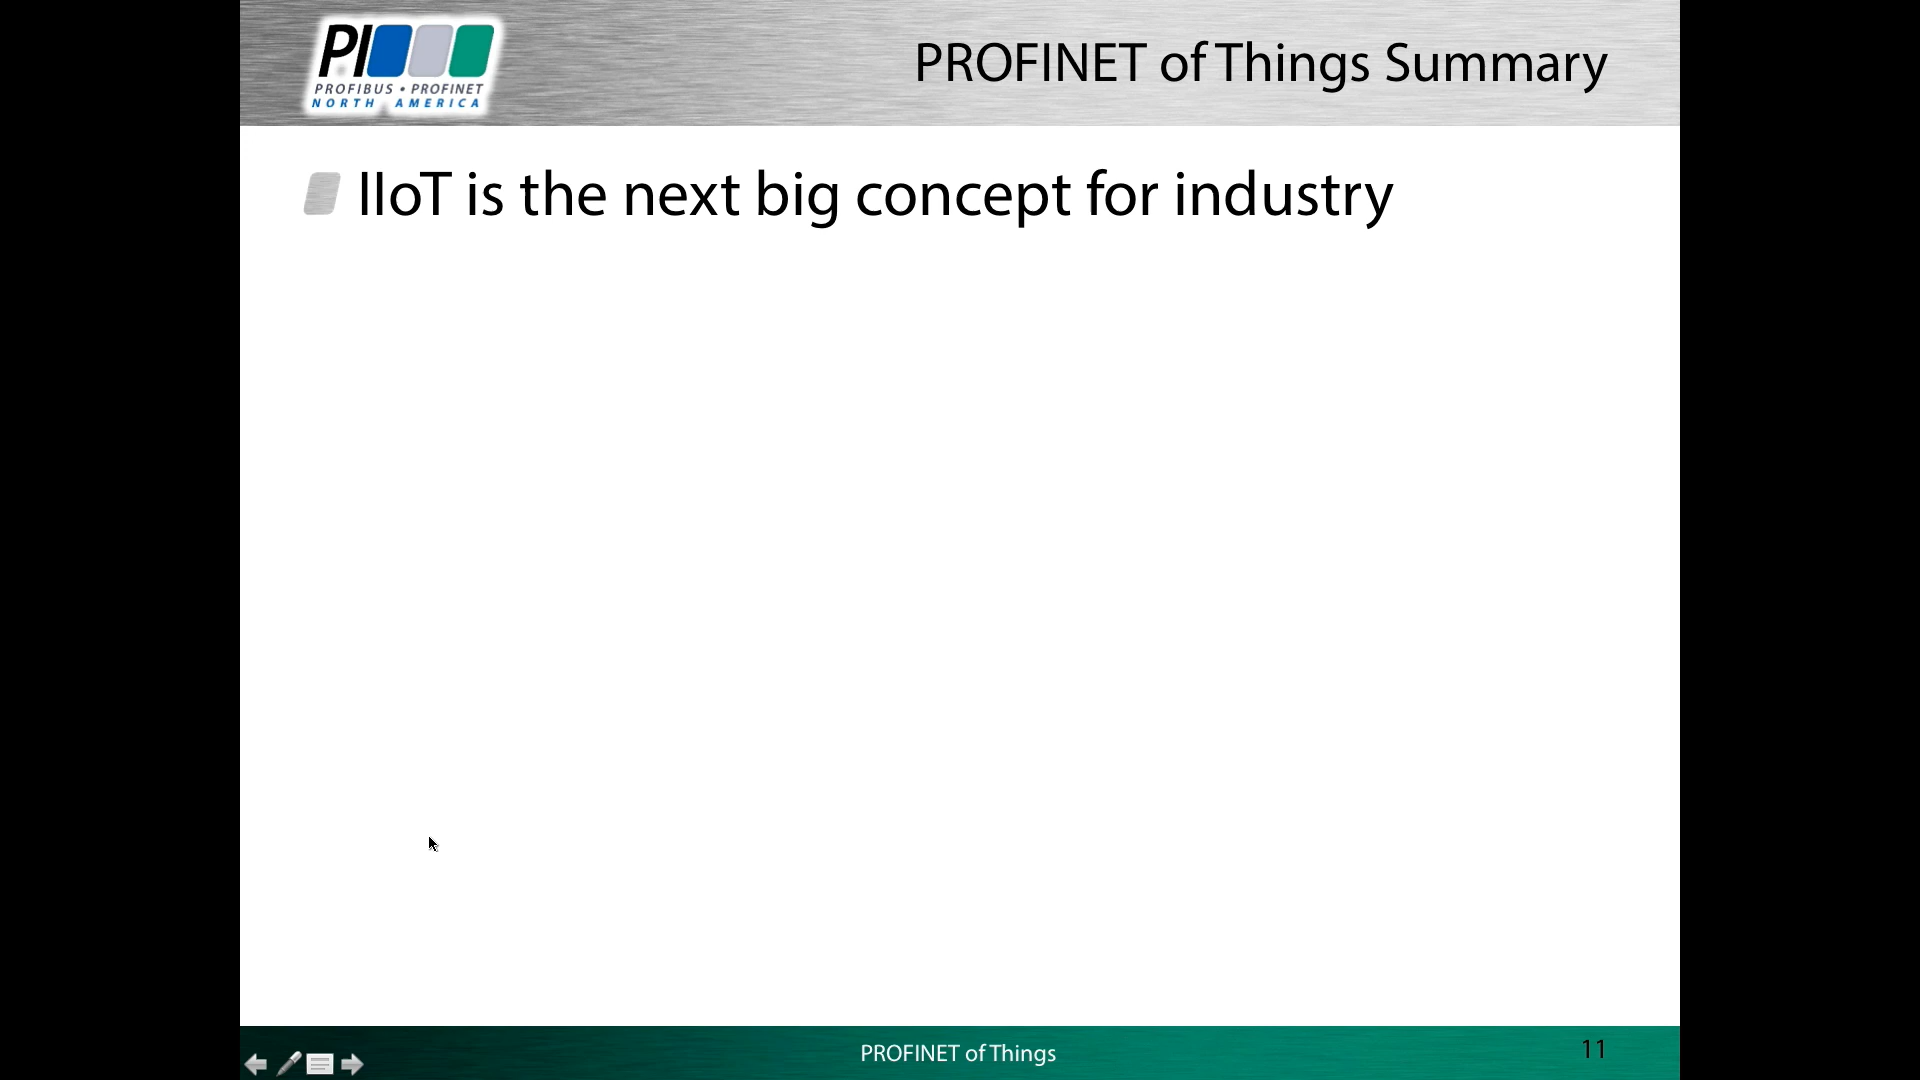 PI
PROFIBUS • PROFINET
NORTH AMERICA
PROFINET of Things Summary
IIoT is the next big concept for industry
PROFINET of Things
11